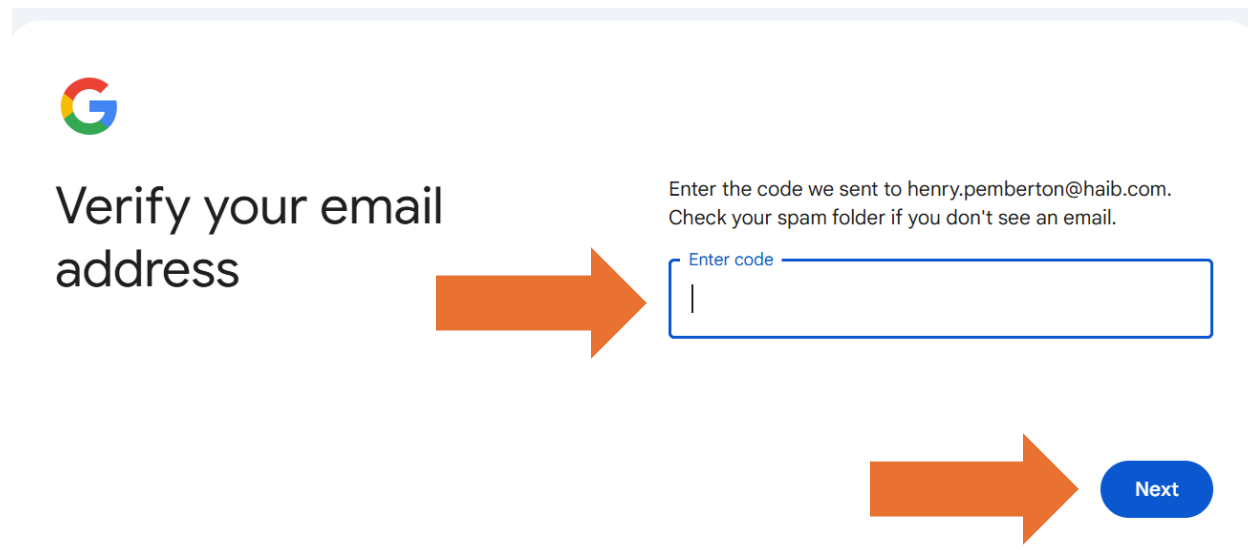 Verify your email
address
Enter the code we sent to henry.pemberton@haib.com.
Check your spam folder if you don't see an email.
Enter code
Next